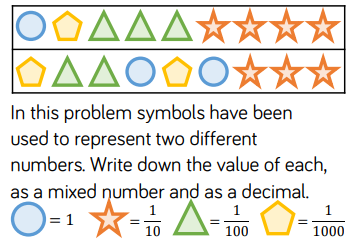 In this problem symbols have been
used to represent two different
numbers. Write down the value of each,
as a mixed number and as a decimal.
= 1 = 1/10 = 1/100 = 1/1000